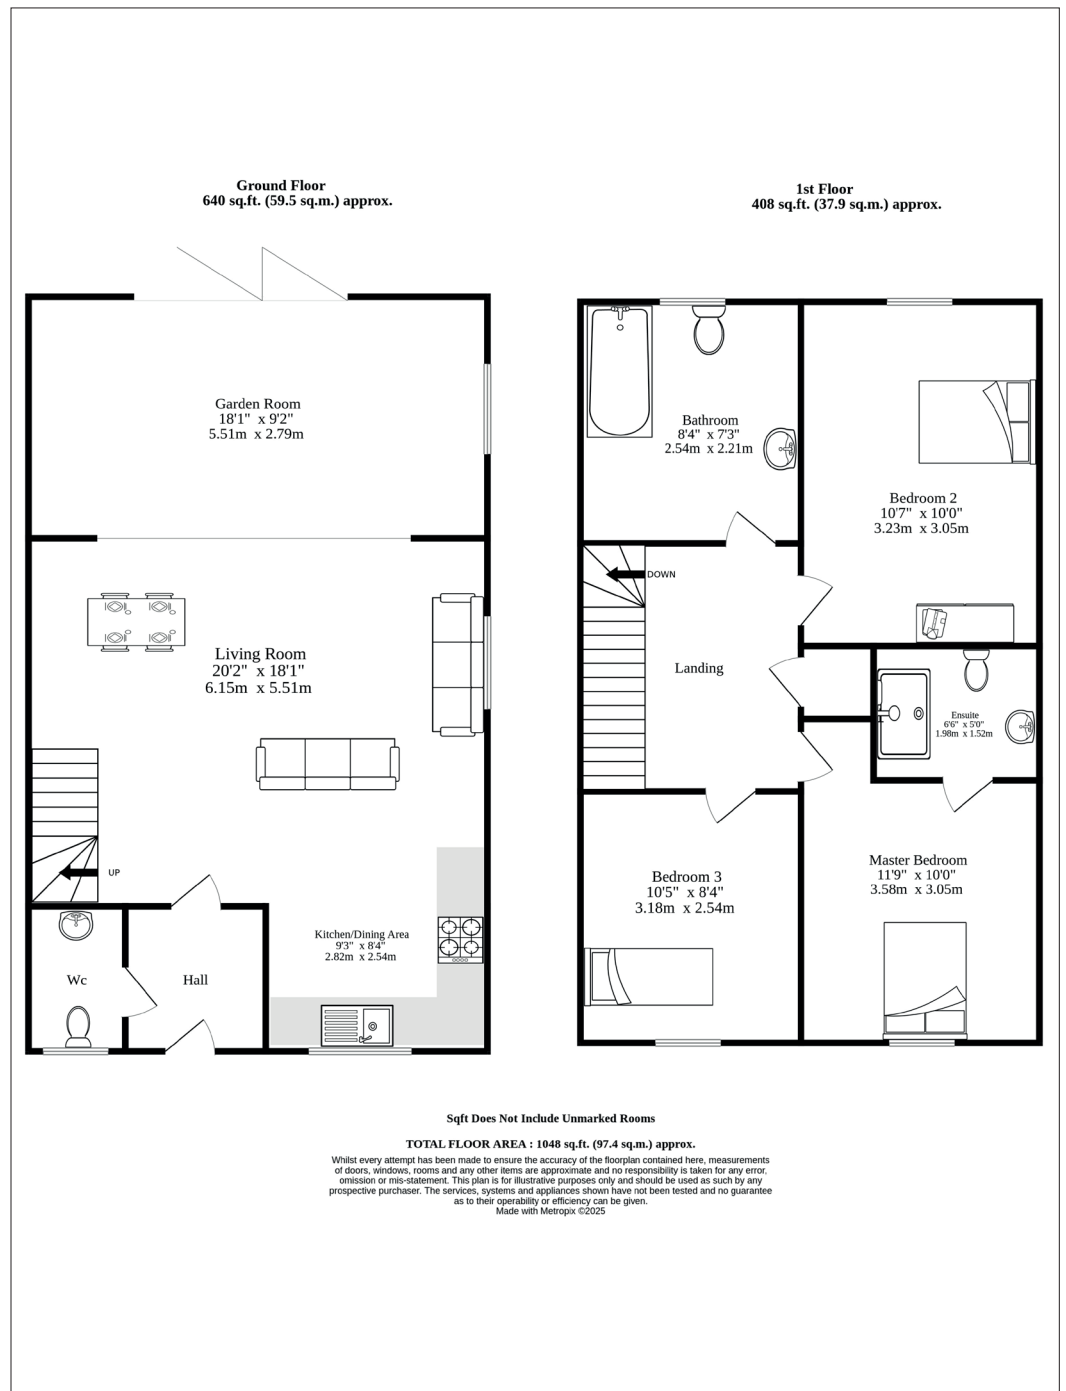 Ground Floor
640 sq.ft. (59.5 sq.m.) approx.
1st Floor
408 sq.ft. (37.9 sq.m.) approx.
Garden Room
18'1" x 9'2"
5.51m x 2.79m
Living Room
20'2" x 18'1"
6.15m x 5.51m
UP
Kitchen/Dining Area
9'3" x 8'4"
2.82m x 2.54m
Wc
Hall
Bathroom
8'4" x 7'3"
2.54m x 2.21m
Bedroom 2
10'7" x 10'0"
3.23m x 3.05m
DOWN
Landing
Ensuite
6'6" x 5'0"
1.98m x 1.52m
Master Bedroom
11'9" x 10'0"
3.58m x 3.05m
Bedroom 3
10'5" x 8'4"
3.18m x 2.54m
Sqft Does Not Include Unmarked Rooms
TOTAL FLOOR AREA : 1048 sq.ft. (97.4 sq.m.) approx.
Whilst every attempt has been made to ensure the accuracy of the floorplan contained here, measurements
of doors, windows, rooms and any other items are approximate and no responsibility is taken for any error,
omission or mis-statement. This plan is for illustrative purposes only and should be used as such by any
prospective purchaser. The services, systems and appliances shown have not been tested and no guarantee
as to their operability or efficiency can be given.
Made with Metropix ©2025